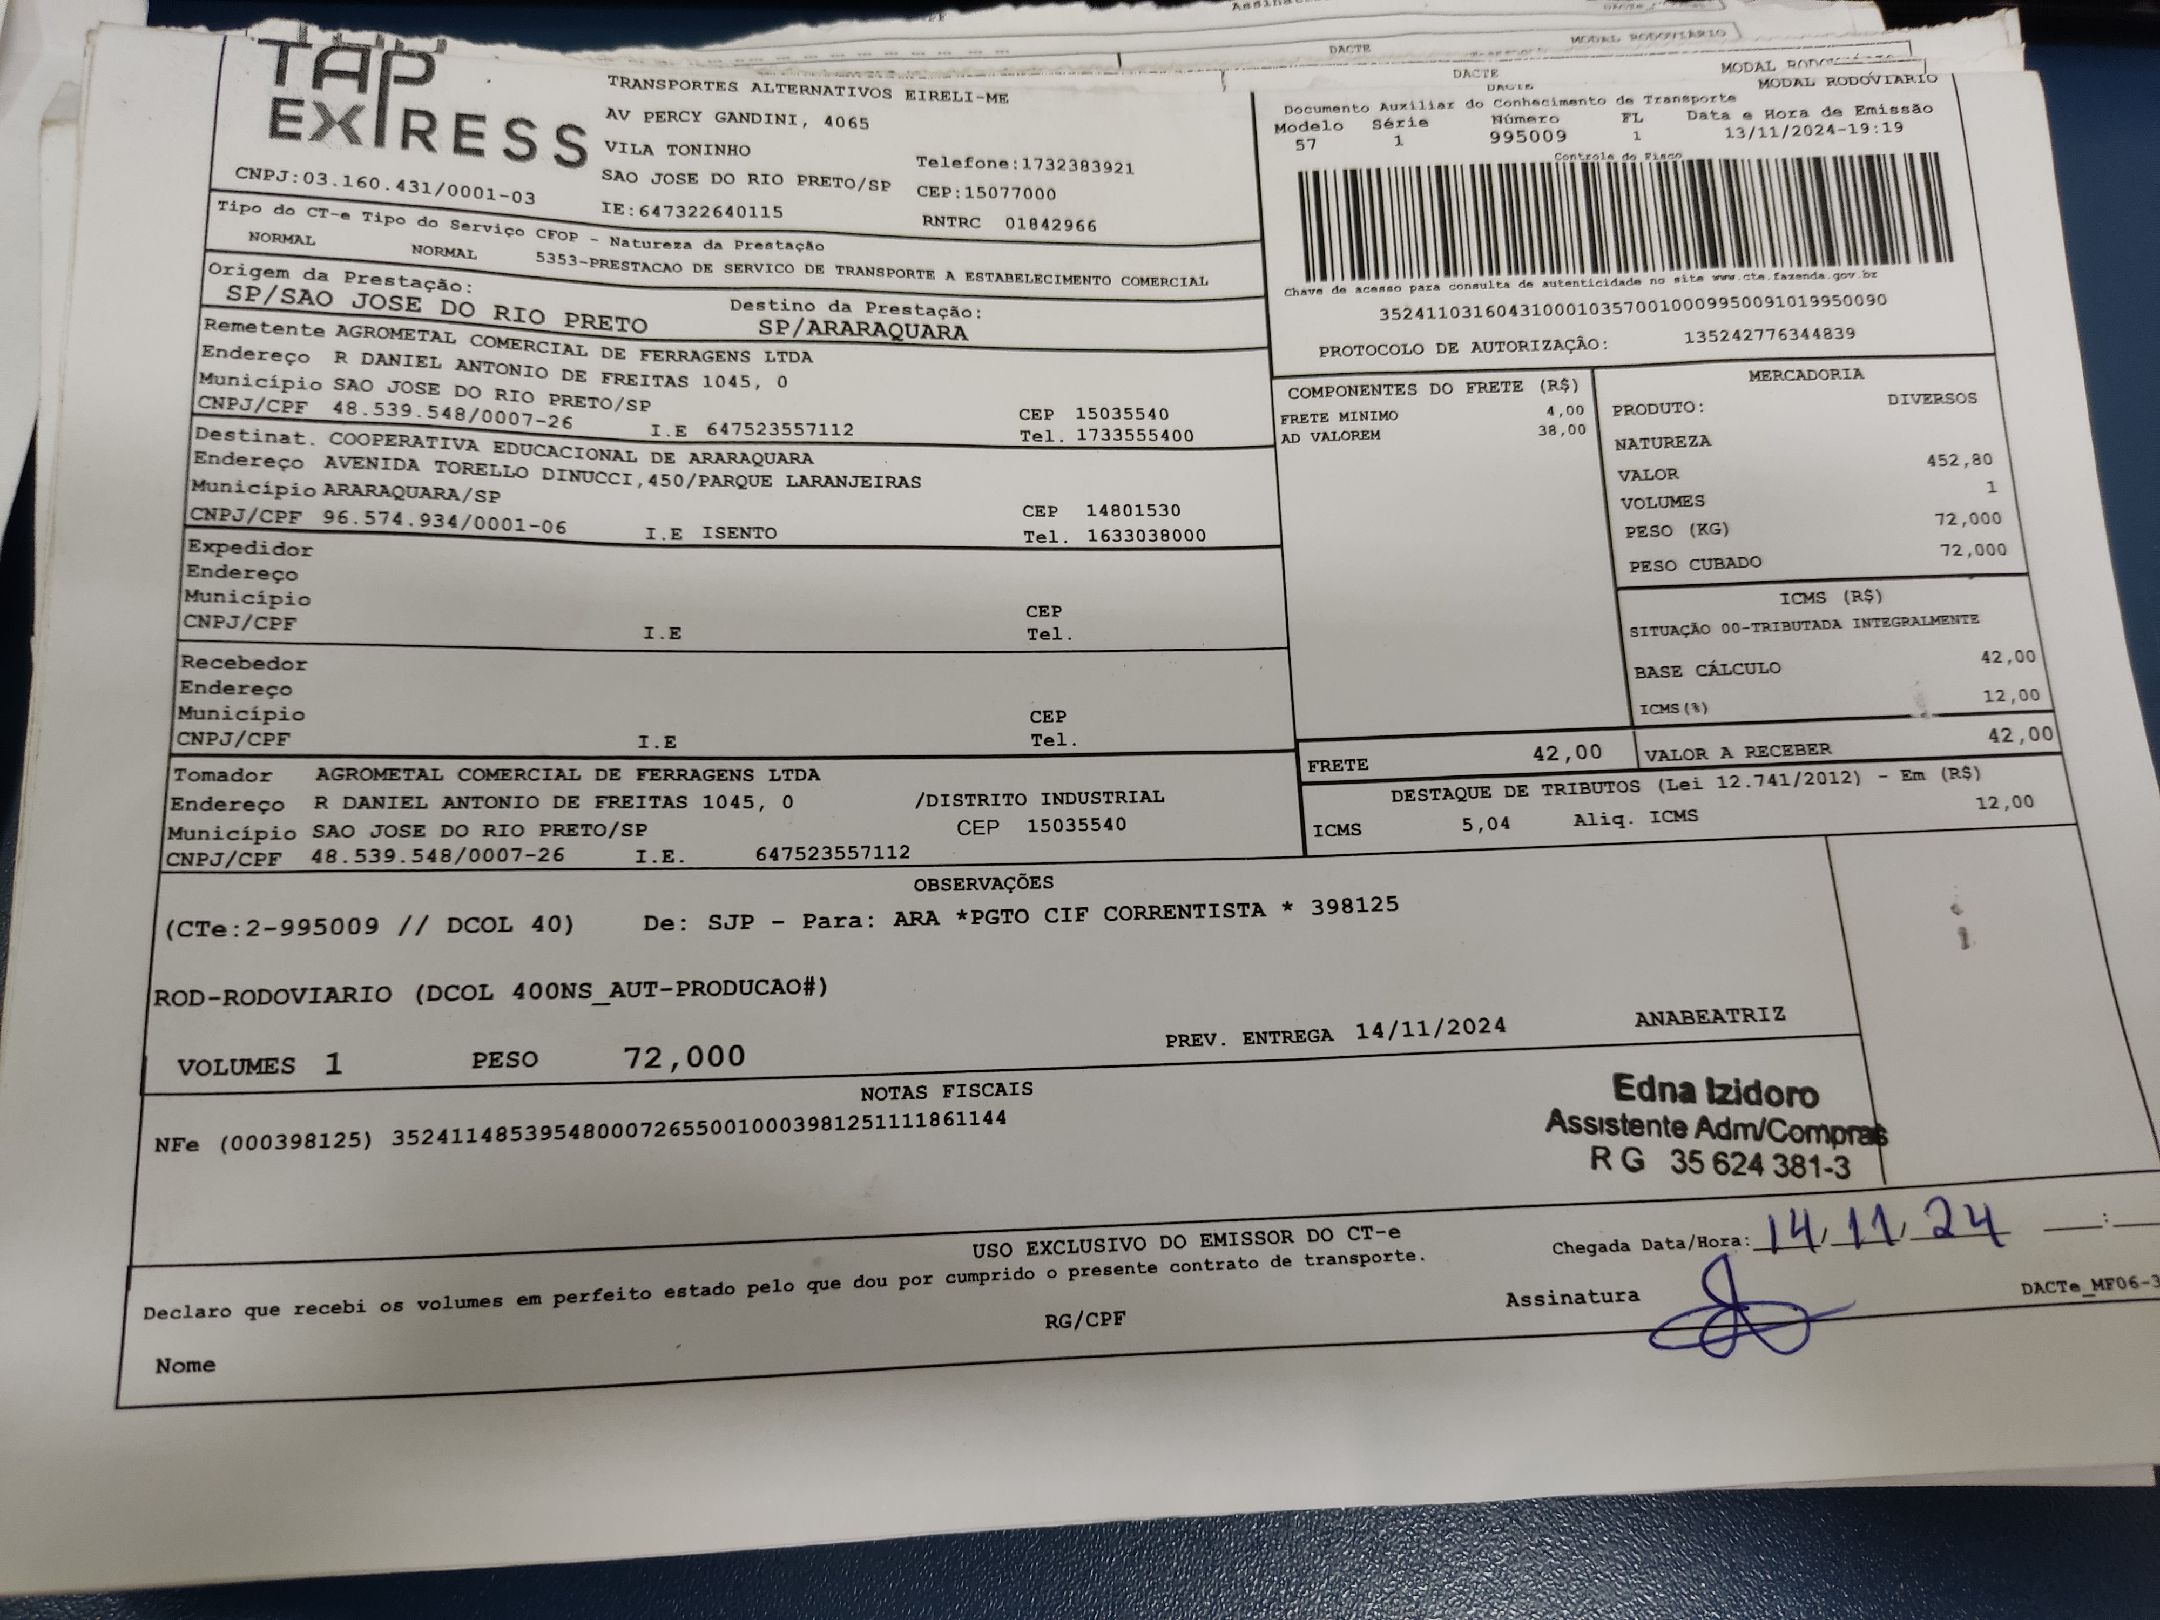 TAP
EXPRESS
CNPJ:03.160.431/0001-03
TRANSPORTES ALTERNATIVOS EIRELI-ME
AV PERCY GANDINI, 4065
VILA TONINHO
Telefone:1732383921
SAO JOSE DO RIO PRETO/SP CEP:15077000
IE:647322640115 RNTRC 01842966
DACTE MODAL RODOVIARIO
DACTE MODAL RODOVIÁRIO
Documento Auxiliar do Conhecimento de Transporte
Modelo Série Número FL Data e Hora de Emissão
57 1 995009 1 13/11/2024-19:19
Controle do Fisco
Chave de acesso para consulta de autenticidade no site www.cte.fazenda.gov.br
35241103160431000103570010009950091019950090
PROTOCOLO DE AUTORIZAÇÃO: 135242776344839
Tipo do CT-e Tipo do Serviço CFOP - Natureza da Prestação
NORMAL NORMAL 5353-PRESTACAO DE SERVICO DE TRANSPORTE A ESTABELECIMENTO COMERCIAL
Origem da Prestação: Destino da Prestação:
SP/SAO JOSE DO RIO PRETO SP/ARARAQUARA
Remetente AGROMETAL COMERCIAL DE FERRAGENS LTDA
Endereço R DANIEL ANTONIO DE FREITAS 1045, 0
Município SAO JOSE DO RIO PRETO/SP CEP 15035540
CNPJ/CPF 48.539.548/0007-26 I.E 647523557112 Tel. 1733555400
Destinat. COOPERATIVA EDUCACIONAL DE ARARAQUARA
Endereço AVENIDA TORELLO DINUCCI,450/PARQUE LARANJEIRAS
Município ARARAQUARA/SP CEP 14801530
CNPJ/CPF 96.574.934/0001-06 I.E ISENTO Tel. 1633038000
Expedidor
Endereço
Município CEP
CNPJ/CPF I.E Tel.
Recebedor
Endereço
Município CEP
CNPJ/CPF I.E Tel.
Tomador AGROMETAL COMERCIAL DE FERRAGENS LTDA
Endereço R DANIEL ANTONIO DE FREITAS 1045, 0 /DISTRITO INDUSTRIAL
Município SAO JOSE DO RIO PRETO/SP CEP 15035540
CNPJ/CPF 48.539.548/0007-26 I.E. 647523557112
COMPONENTES DO FRETE (R$)
FRETE MINIMO 4,00
AD VALOREM 38,00
MERCADORIA
PRODUTO: DIVERSOS
NATUREZA
VALOR 452,80
VOLUMES 1
PESO (KG) 72,000
PESO CUBADO 72,000
ICMS (R$)
SITUAÇÃO 00-TRIBUTADA INTEGRALMENTE
BASE CÁLCULO 42,00
ICMS(%) 12,00
FRETE 42,00 VALOR A RECEBER 42,00
DESTAQUE DE TRIBUTOS (Lei 12.741/2012) - Em (R$)
ICMS 5,04 Aliq. ICMS 12,00
OBSERVAÇÕES
(CTe:2-995009 // DCOL 40) De: SJP - Para: ARA *PGTO CIF CORRENTISTA * 398125
ROD-RODOVIARIO (DCOL 400NS_AUT-PRODUCAO#)
VOLUMES 1 PESO 72,000 PREV. ENTREGA 14/11/2024 ANABEATRIZ
NOTAS FISCAIS
NFe (000398125) 35241148539548000726550010003981251111861144
Edna Izidoro
Assistente Adm/Compras
RG 35 624 381-3
USO EXCLUSIVO DO EMISSOR DO CT-e
Declaro que recebi os volumes em perfeito estado pelo que dou por cumprido o presente contrato de transporte.
Chegada Data/Hora: 14/11/24 __:__
Nome RG/CPF Assinatura
DACTe_MF06-3